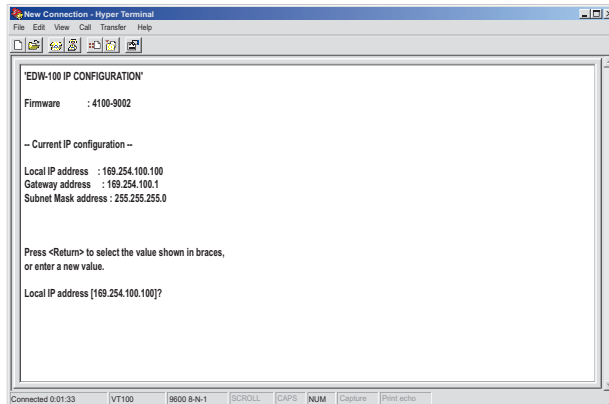 New Connection - Hyper Terminal
File Edit View Call Transfer Help
'EDW-100 IP CONFIGURATION'
Firmware : 4100-9002
-- Current IP configuration --
Local IP address : 169.254.100.100
Gateway address : 169.254.100.1
Subnet Mask address : 255.255.255.0
Press <Return> to select the value shown in braces,
or enter a new value.
Local IP address [169.254.100.100]?
Connected 0:01:33 VT100 9600 8-N-1 SCROLL CAPS NUM Capture Print echo